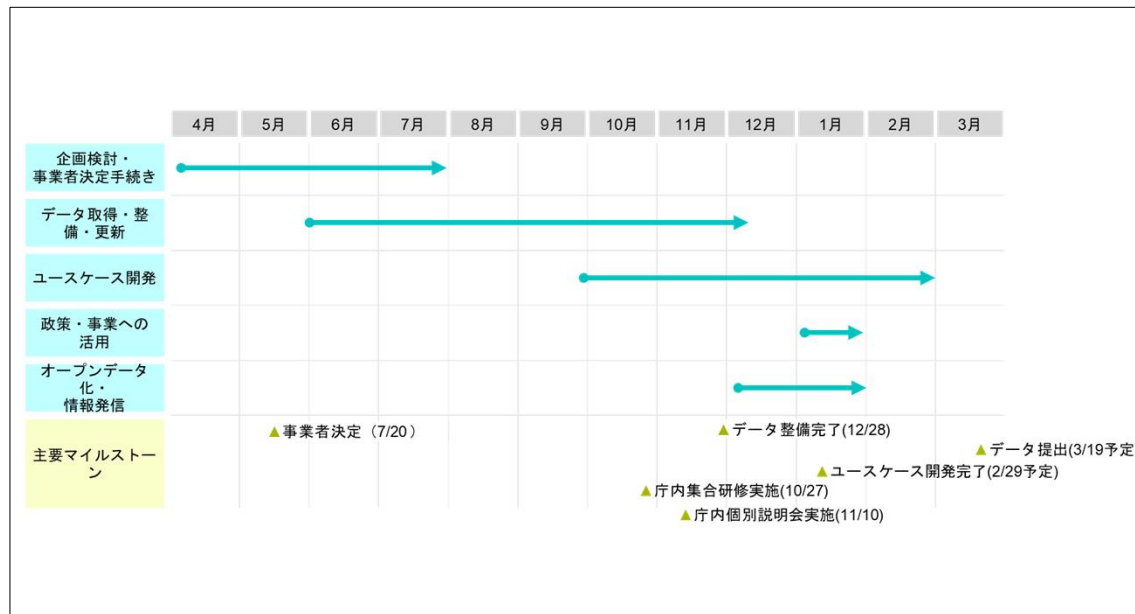 4月 5月 6月 7月 8月 9月 10月 11月 12月 1月 2月 3月
企画検討・
事業者決定手続き
データ取得・整
備・更新
ユースケース開発
政策・事業への
活用
オープンデータ
化・
情報発信
主要マイルストー
ン
▲事業者決定（7/20）
▲データ整備完了(12/28)
▲データ提出(3/19予定
▲ユースケース開発完了(2/29予定)
▲庁内集合研修実施(10/27)
▲庁内個別説明会実施(11/10)